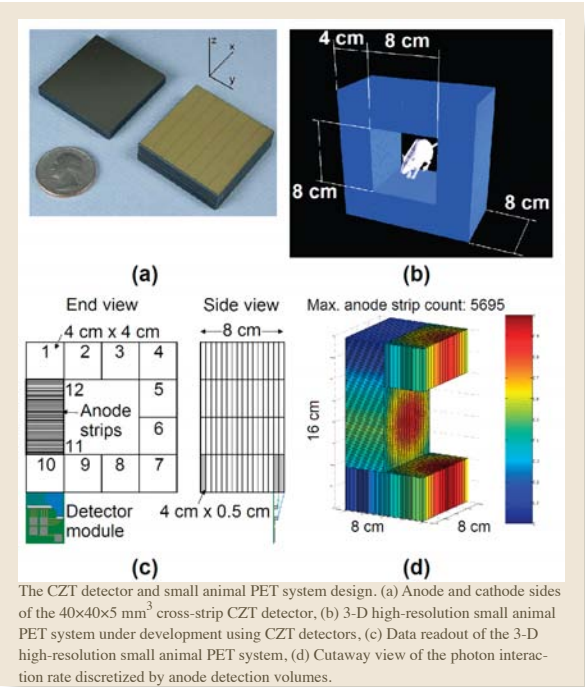 z
x
y
(a)
4 cm 8 cm
8 cm
8 cm
(b)
End view
4 cm x 4 cm
1 2 3 4
12
5
Anode
strips
6
11
10 9 8 7
Detector
module
Side view
8 cm
4 cm x 0.5 cm
(c)
Max. anode strip count: 5695
16 cm
8 cm
8 cm
(d)
The CZT detector and small animal PET system design. (a) Anode and cathode sides
of the 40×40×5 mm³ cross-strip CZT detector, (b) 3-D high-resolution small animal
PET system under development using CZT detectors, (c) Data readout of the 3-D
high-resolution small animal PET system, (d) Cutaway view of the photon interac-
tion rate discretized by anode detection volumes.